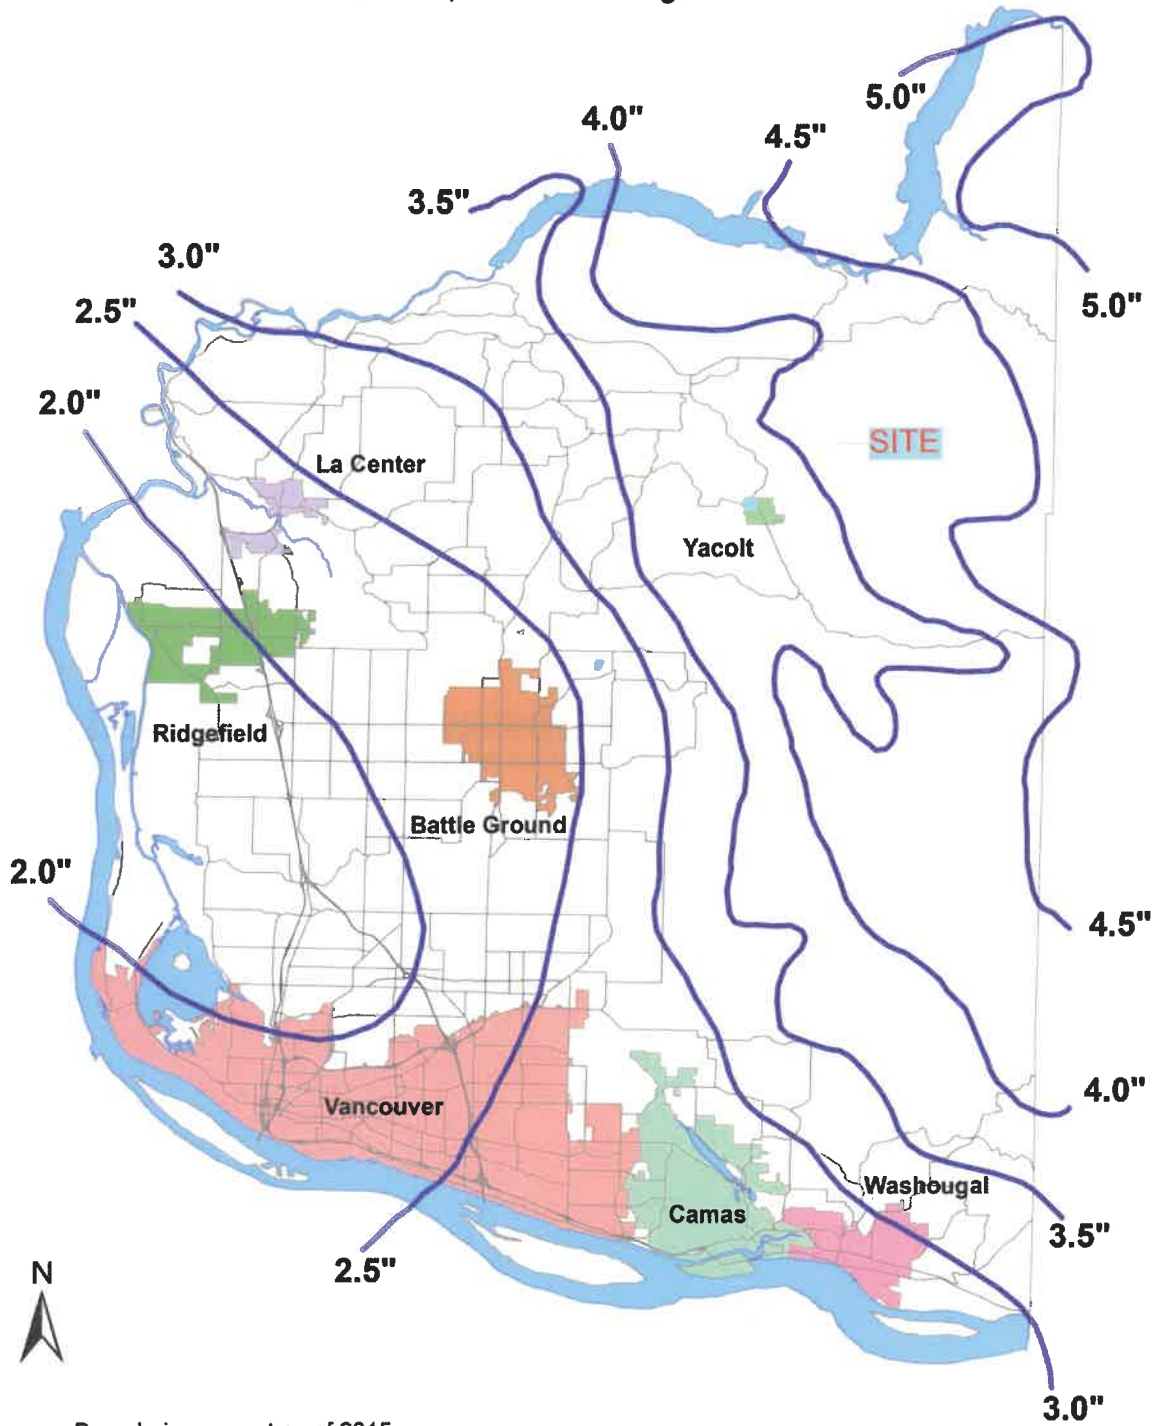 5.0"
4.0"
4.5"
3.5"
3.0"
5.0"
2.5"
2.0"
SITE
La Center
Yacolt
Ridgefield
Battle Ground
2.0"
4.5"
4.0"
Vancouver
Washougal
Camas
3.5"
2.5"
N
3.0"